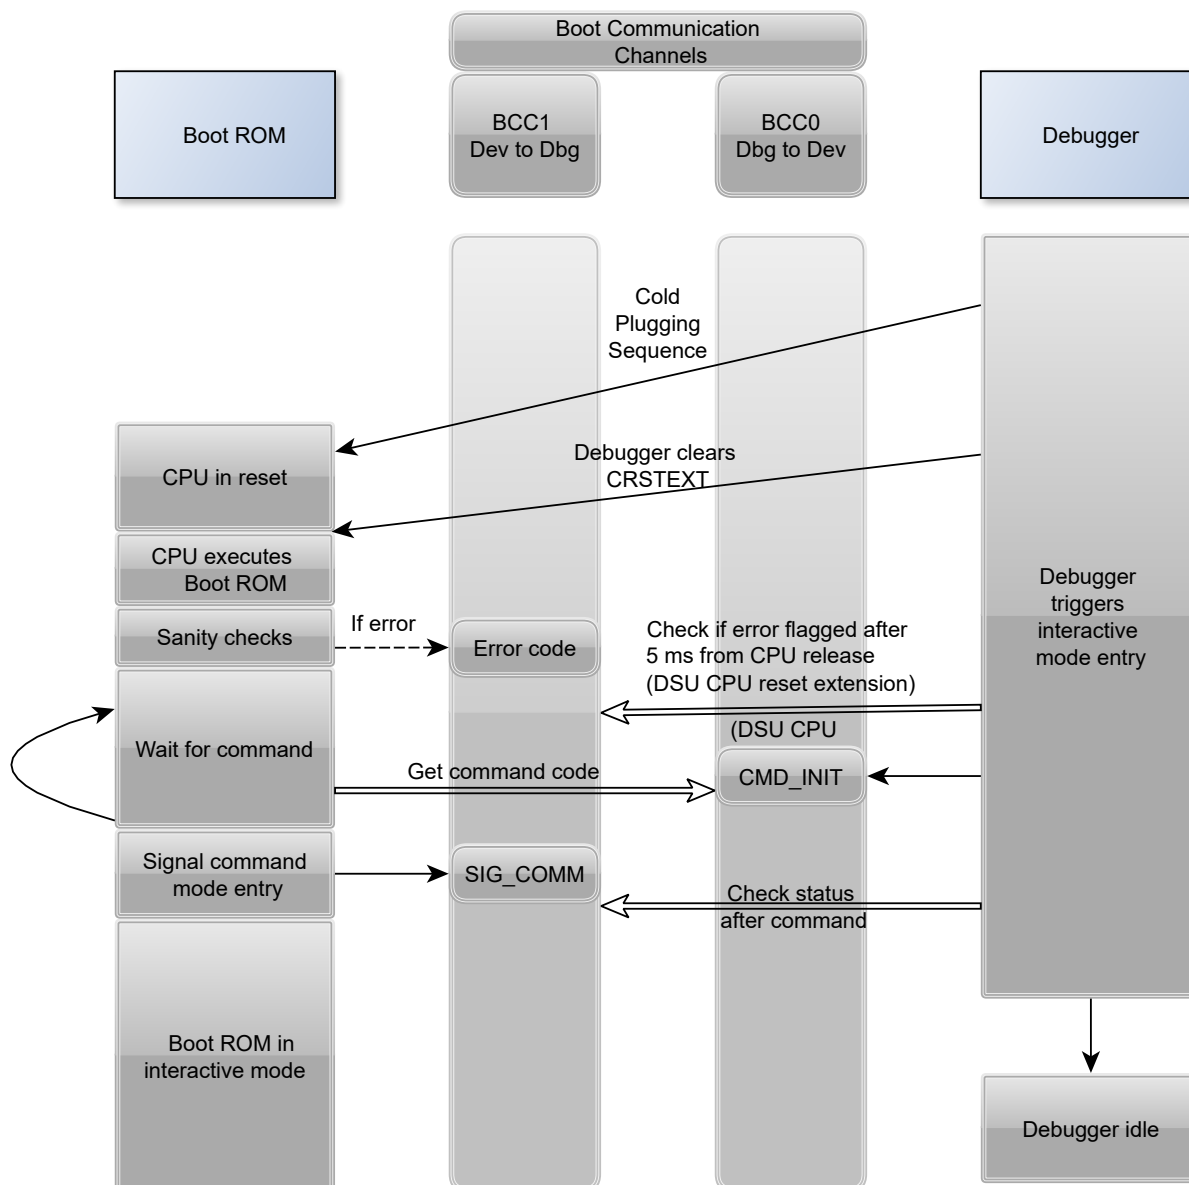 Boot Communication
Channels
Boot ROM
BCC1
Dev to Dbg
BCC0
Dbg to Dev
Debugger
Cold
Plugging
Sequence
CPU in reset
Debugger clears
CRSTEXT
CPU executes
Boot ROM
Debugger
triggers
interactive
mode entry
Sanity checks
If error
Error code
Check if error flagged after
5 ms from CPU release
(DSU CPU reset extension)
(DSU CPU
Wait for command
Get command code
CMD_INIT
Signal command
mode entry
SIG_COMM
Check status
after command
Boot ROM in
interactive mode
Debugger idle